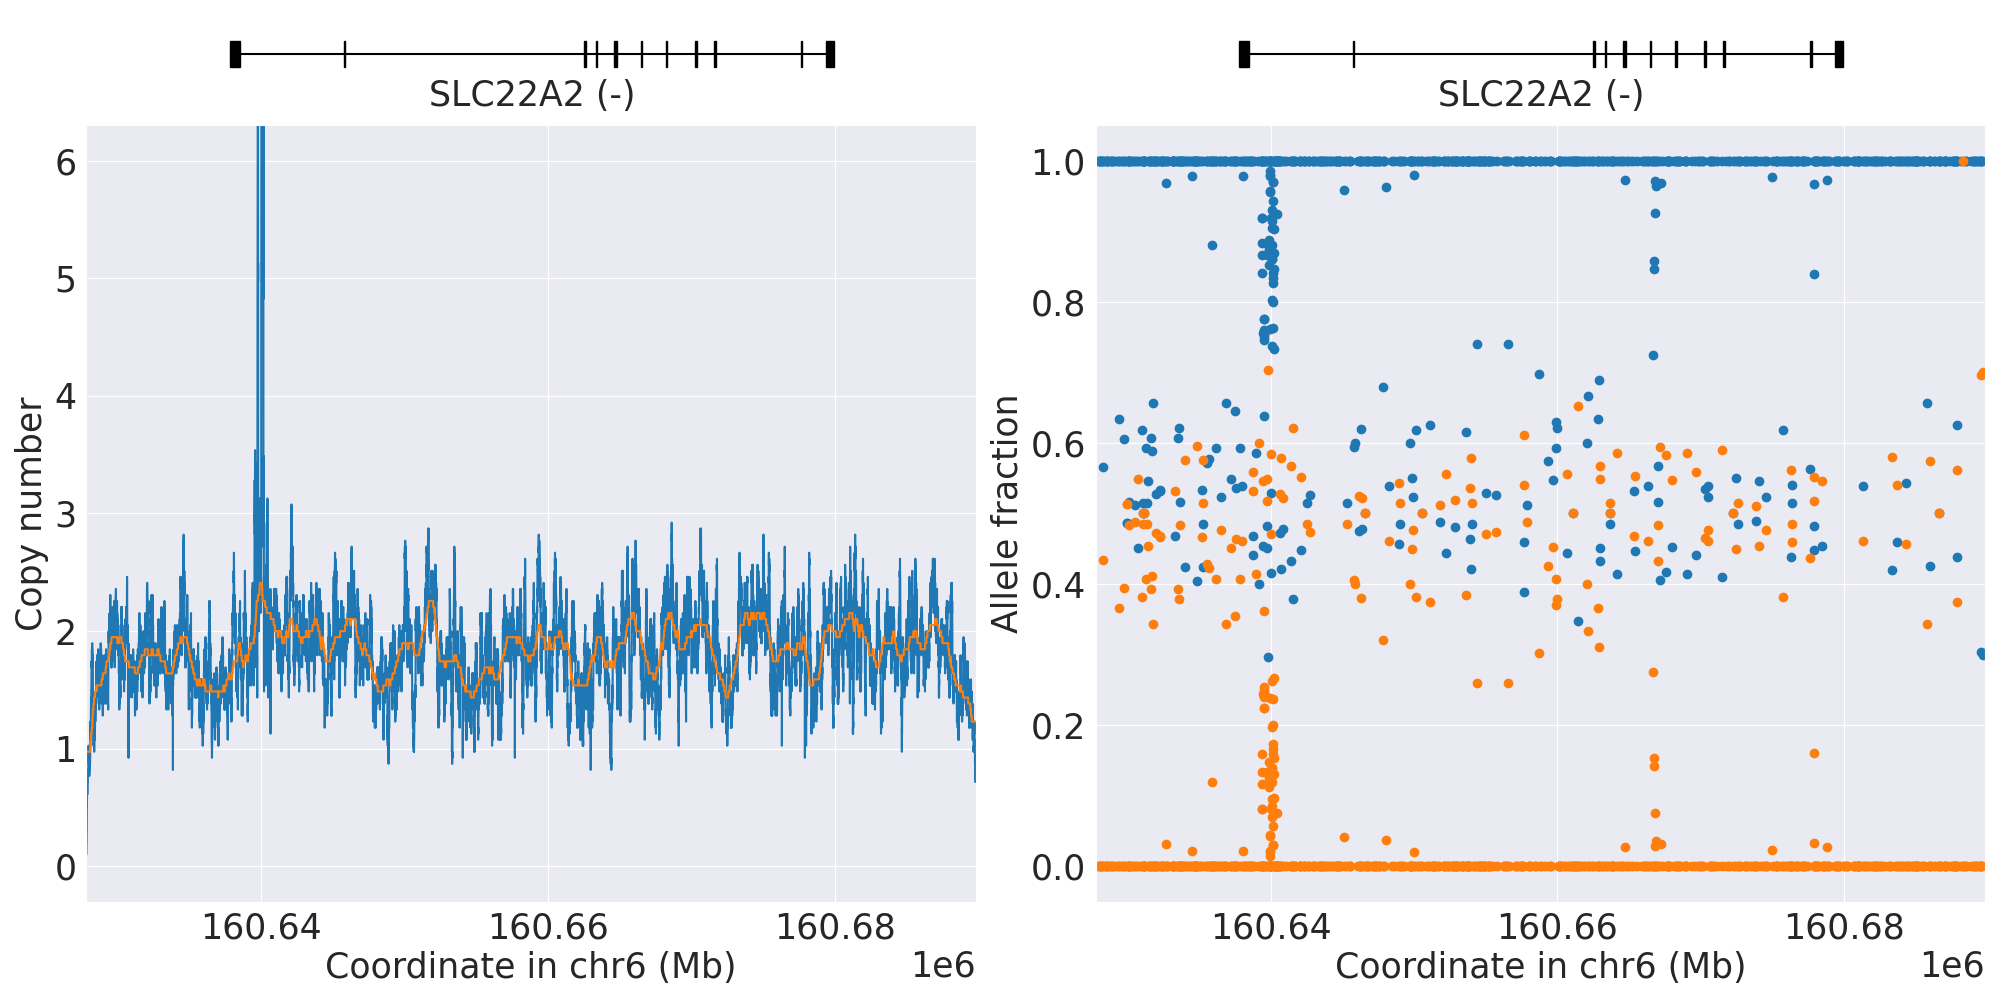 SLC22A2 (-)
Copy number
6
5
4
3
2
1
0
160.64
160.66
160.68
1e6
Coordinate in chr6 (Mb)
SLC22A2 (-)
Allele fraction
1.0
0.8
0.6
0.4
0.2
0.0
160.64
160.66
160.68
1e6
Coordinate in chr6 (Mb)